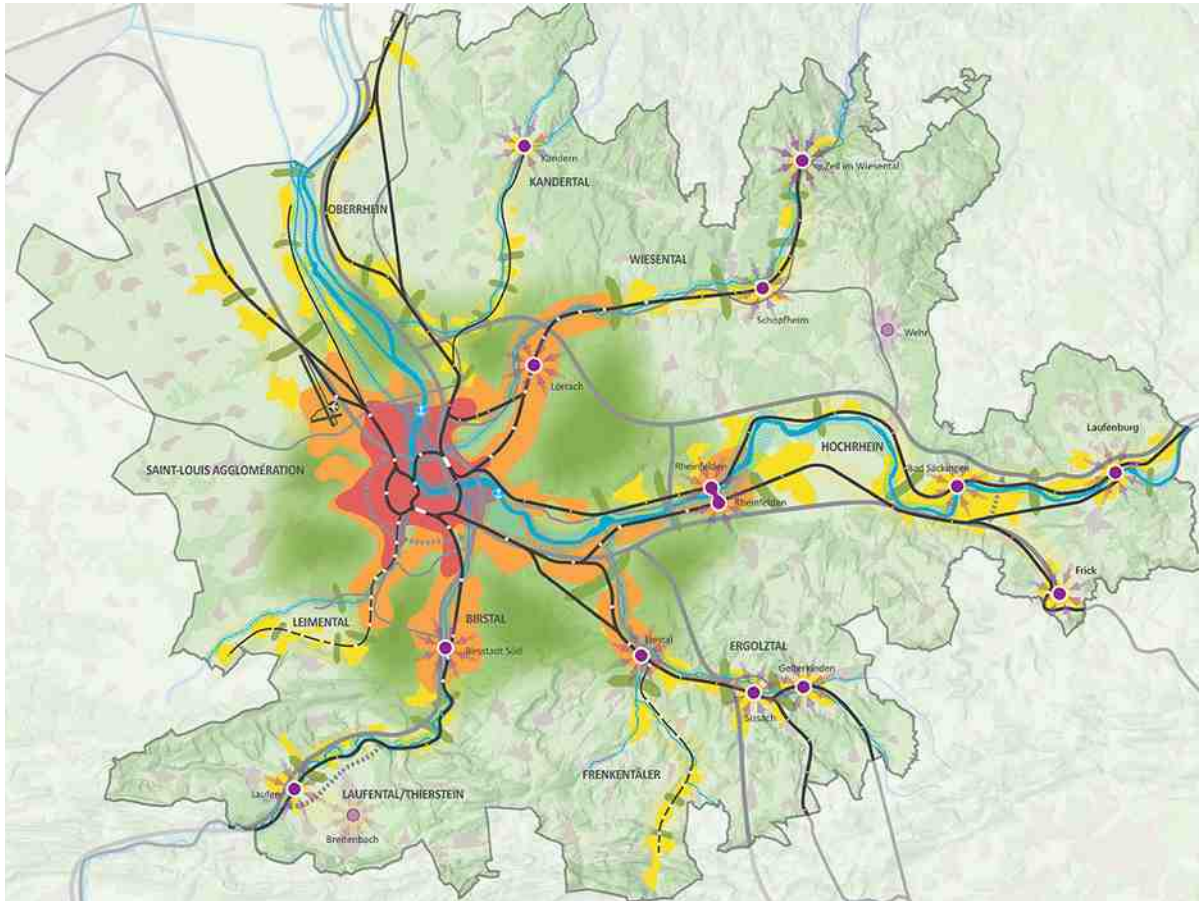 Kandern
KANDERTAL
Zell im Wiesental
OBERRHEIN
WIESENTAL
Schopfheim
Wehr
Lörrach
Laufenburg
HOCHRHEIN
SAINT-LOUIS AGGLOMÉRATION
Rheinfelden
Bad Säckingen
Rheinfelden
Frick
LEIMENTAL
BIRSTAL
Birsstadt Süd
Liestal
ERGOLZTAL
Gelterkinden
Sissach
FRENKENTÄLER
Laufen
LAUFENTAL/THIERSTEIN
Breitenbach